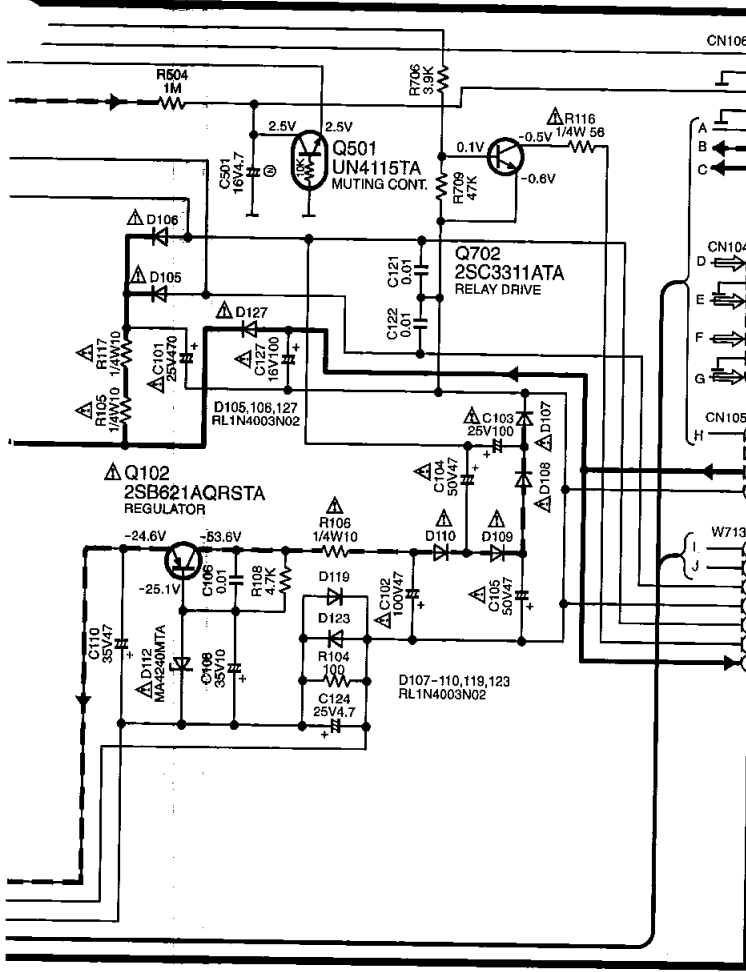 CN106
R504
1M
R706
3.9K
2.5V
2.5V
Q501
UN4115TA
MUTING CONT.
10K
C501
16V4.7
N
0.1V
-0.5V
⚠R116
1/4W 56
-0.6V
R709
47K
A
B
C
⚠ D106
⚠ D105
Q702
2SC3311ATA
RELAY DRIVE
C121
0.01
C122
0.01
CN104
D
E
F
G
⚠ D127
⚠ R117
1/4W10
⚠ R105
1/4W10
⚠C101
25V470
⚠C127
16V100
D105,106,127
RL1N4003N02
⚠ C103
25V100
⚠ D107
⚠ D108
⚠ C104
50V47
CN105
H
⚠ Q102
2SB621AQRSTA
REGULATOR
-24.6V
-53.6V
-25.1V
⚠
R106
1/4W10
⚠
D110
⚠
D109
W713
I
J
C106
0.01
R108
4.7K
D119
D123
R104
100
C124
25V4.7
⚠ C102
100V47
⚠ C105
50V47
C110
35V47
⚠ D112
MA4240MTA
C108
35V10
D107-110,119,123
RL1N4003N02